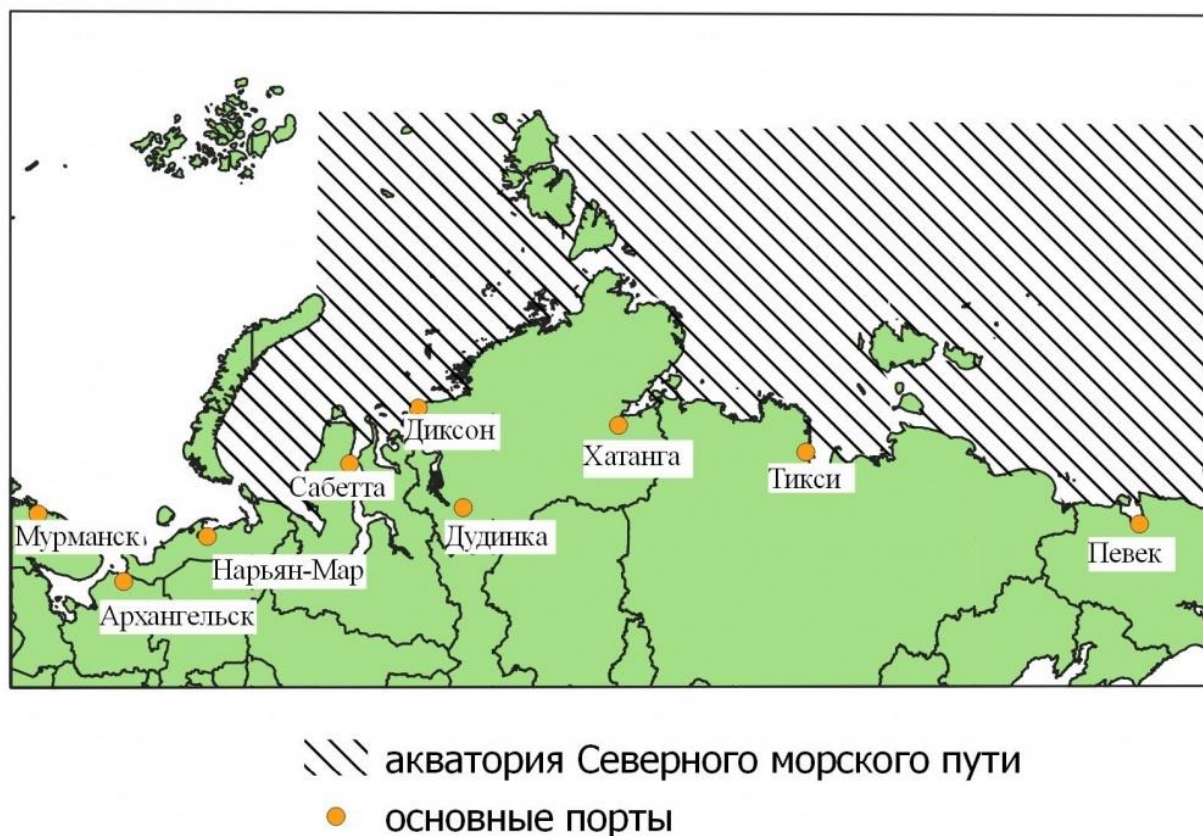 Диксон
Хатанга
Тикси
Сабетта
Мурманск
Дудинка
Певек
Нарьян-Мар
Архангельск
акватория Северного морского пути
основные порты